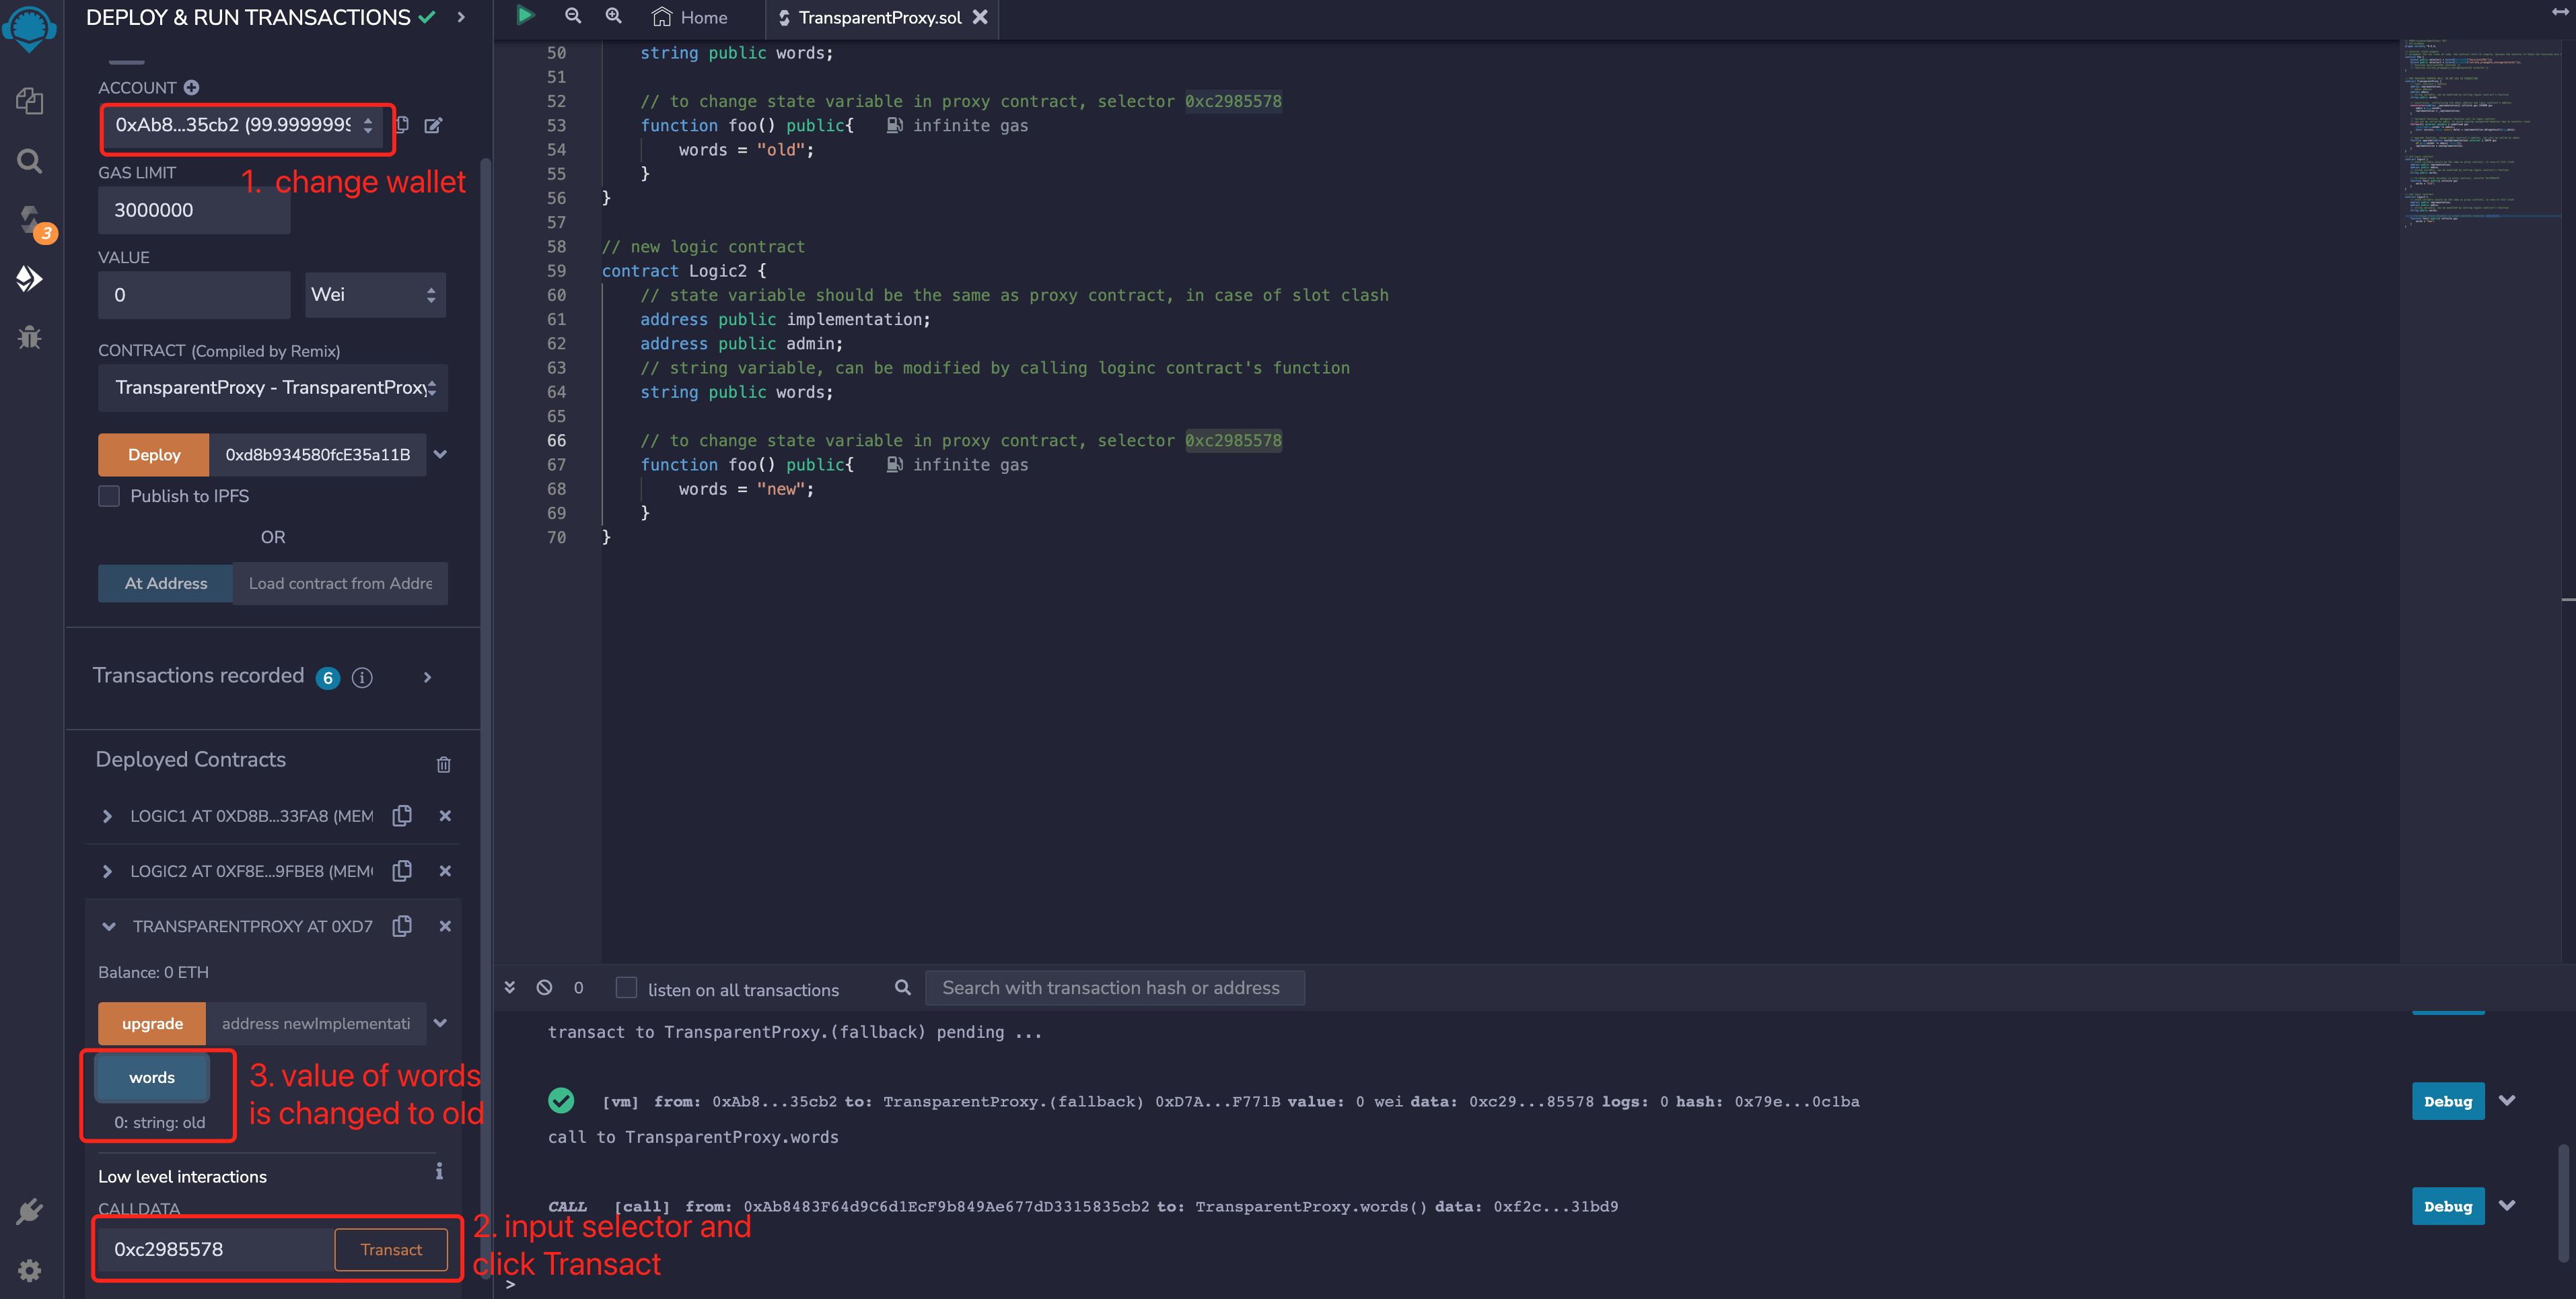 DEPLOY & RUN TRANSACTIONS
ACCOUNT
0xAb8...35cb2 (99.9999999
1. change wallet
GAS LIMIT
3000000
VALUE
0
Wei
CONTRACT (Compiled by Remix)
TransparentProxy - TransparentProxy
Deploy
0xd8b934580fcE35a11B
Publish to IPFS
OR
At Address
Load contract from Addre
Transactions recorded 6
Deployed Contracts
LOGIC1 AT 0XD8B...33FA8 (MEM
LOGIC2 AT 0XF8E...9FBE8 (MEM
TRANSPARENTPROXY AT 0XD7
Balance: 0 ETH
upgrade
address newImplementati
words
0: string: old
3. value of words
is changed to old
Low level interactions
CALLDATA
0xc2985578
Transact
2. input selector and
click Transact
3
Home
TransparentProxy.sol
50 string public words;
51
52 // to change state variable in proxy contract, selector 0xc2985578
53 function foo() public{ infinite gas
54 words = "old";
55 }
56 }
57
58 // new logic contract
59 contract Logic2 {
60 // state variable should be the same as proxy contract, in case of slot clash
61 address public implementation;
62 address public admin;
63 // string variable, can be modified by calling loginc contract's function
64 string public words;
65
66 // to change state variable in proxy contract, selector 0xc2985578
67 function foo() public{ infinite gas
68 words = "new";
69 }
70 }
0
listen on all transactions
Search with transaction hash or address
transact to TransparentProxy.(fallback) pending ...
[vm] from: 0xAb8...35cb2 to: TransparentProxy.(fallback) 0xD7A...F771B value: 0 wei data: 0xc29...85578 logs: 0 hash: 0x79e...0c1ba
Debug
call to TransparentProxy.words
CALL [call] from: 0xAb8483F64d9C6d1EcF9b849Ae677dD3315835cb2 to: TransparentProxy.words() data: 0xf2c...31bd9
Debug
>